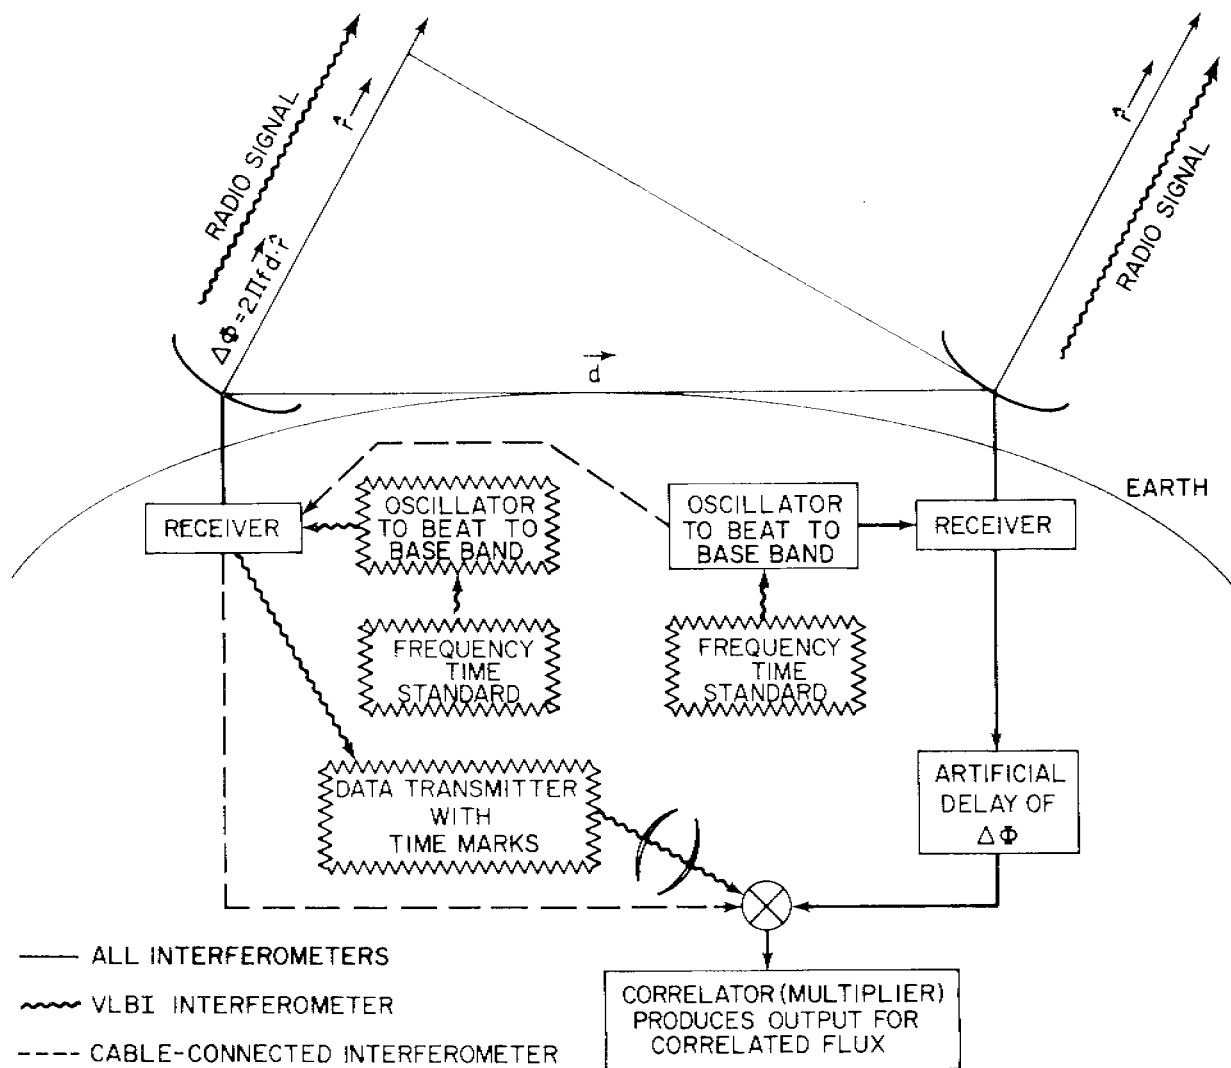 RADIO SIGNAL
r̂
ΔΦ = 2Πf d⃗·r̂
r̂
RADIO SIGNAL
d
EARTH
RECEIVER
OSCILLATOR
TO BEAT TO
BASE BAND
OSCILLATOR
TO BEAT TO
BASE BAND
RECEIVER
FREQUENCY
TIME
STANDARD
FREQUENCY
TIME
STANDARD
DATA TRANSMITTER
WITH
TIME MARKS
ARTIFICIAL
DELAY OF
ΔΦ
ALL INTERFEROMETERS
VLBI INTERFEROMETER
CABLE-CONNECTED INTERFEROMETER
CORRELATOR (MULTIPLIER)
PRODUCES OUTPUT FOR
CORRELATED FLUX